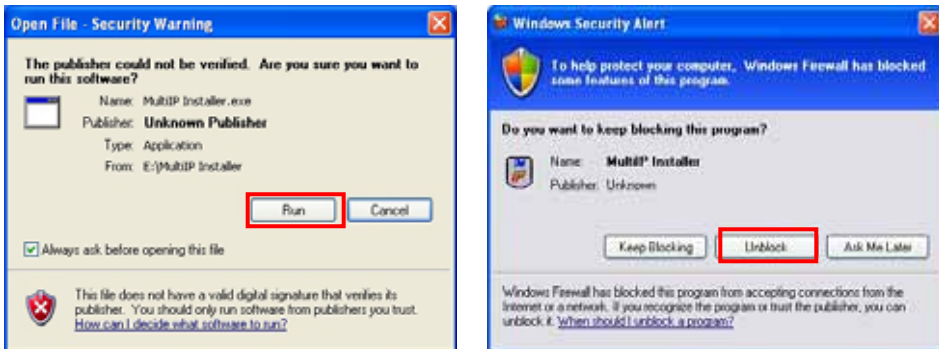 Open File - Security Warning
The publisher could not be verified. Are you sure you want to
run this software?
Name: MultiIP Installer.exe
Publisher: Unknown Publisher
Type: Application
From: E:\MultiIP Installer
Run
Cancel
Always ask before opening this file
This file does not have a valid digital signature that verifies its
publisher. You should only run software from publishers you trust.
How can I decide what software to run?
Windows Security Alert
To help protect your computer, Windows Firewall has blocked
some features of this program.
Do you want to keep blocking this program?
Name: MultiIP Installer
Publisher: Unknown
Keep Blocking
Unblock
Ask Me Later
Windows Firewall has blocked this program from accepting connections from the
Internet or a network. If you recognize the program or trust the publisher, you can
unblock it. When should I unblock a program?